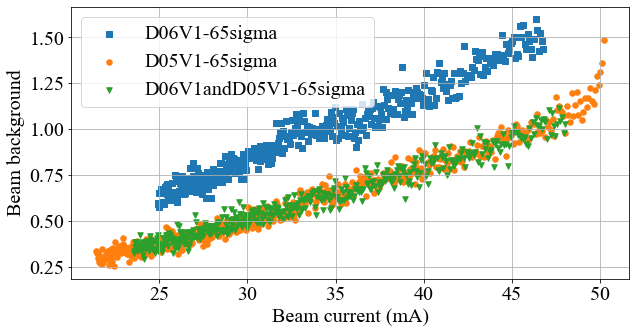 D06V1-65sigma
D05V1-65sigma
D06V1andD05V1-65sigma
1.50
1.25
1.00
0.75
0.50
0.25
Beam background
25 30 35 40 45 50
Beam current (mA)